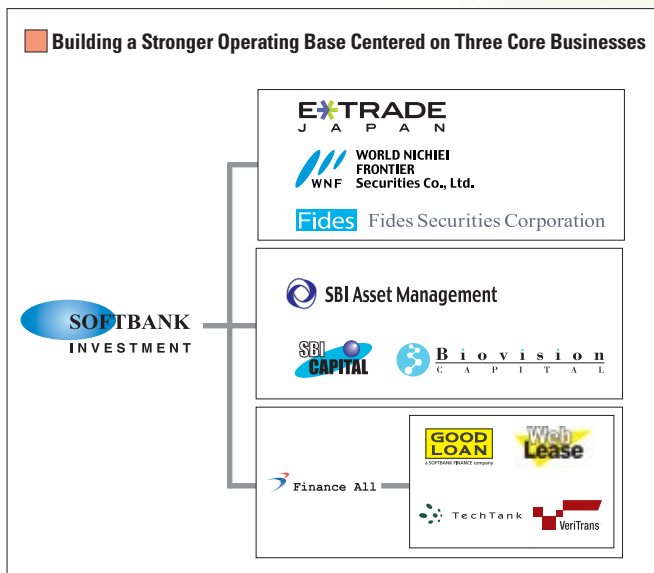 Building a Stronger Operating Base Centered on Three Core Businesses
E*TRADE
JAPAN
WNF
WORLD NICHIEI
FRONTIER
Securities Co., Ltd.
Fides Fides Securities Corporation
SOFTBANK
INVESTMENT
SBI Asset Management
SBI
CAPITAL
Biovision
CAPITAL
Finance All
GOOD
LOAN
a SOFTBANK FINANCE company
Web
Lease
TechTank
VeriTrans